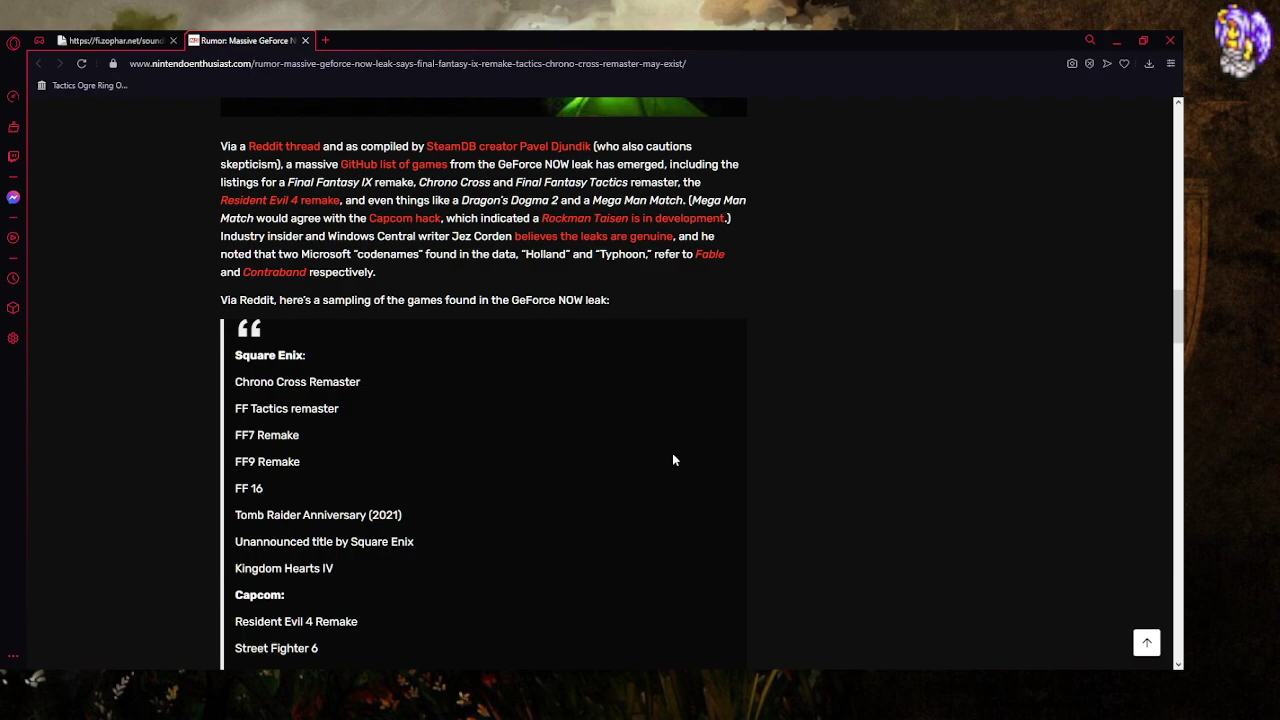 https://fi.zophar.net/sound
Rumor: Massive GeForce N
www.nintendoenthusiast.com/rumor-massive-geforce-now-leak-says-final-fantasy-ix-remake-tactics-chrono-cross-remaster-may-exist/
Tactics Ogre Ring O...
Via a Reddit thread and as compiled by SteamDB creator Pavel Djundik (who also cautions
skepticism), a massive GitHub list of games from the GeForce NOW leak has emerged, including the
listings for a Final Fantasy IX remake, Chrono Cross and Final Fantasy Tactics remaster, the
Resident Evil 4 remake, and even things like a Dragon's Dogma 2 and a Mega Man Match. (Mega Man
Match would agree with the Capcom hack, which indicated a Rockman Taisen is in development.)
Industry insider and Windows Central writer Jez Corden believes the leaks are genuine, and he
noted that two Microsoft “codenames” found in the data, “Holland” and “Typhoon,” refer to Fable
and Contraband respectively.
Via Reddit, here's a sampling of the games found in the GeForce NOW leak:
“
Square Enix:
Chrono Cross Remaster
FF Tactics remaster
FF7 Remake
FF9 Remake
FF 16
Tomb Raider Anniversary (2021)
Unannounced title by Square Enix
Kingdom Hearts IV
Capcom:
Resident Evil 4 Remake
Street Fighter 6